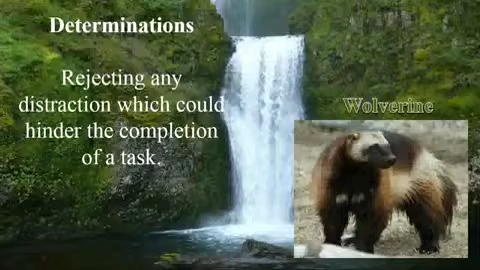 Determinations
Rejecting any
distraction which could
hinder the completion
of a task.
Wolverine